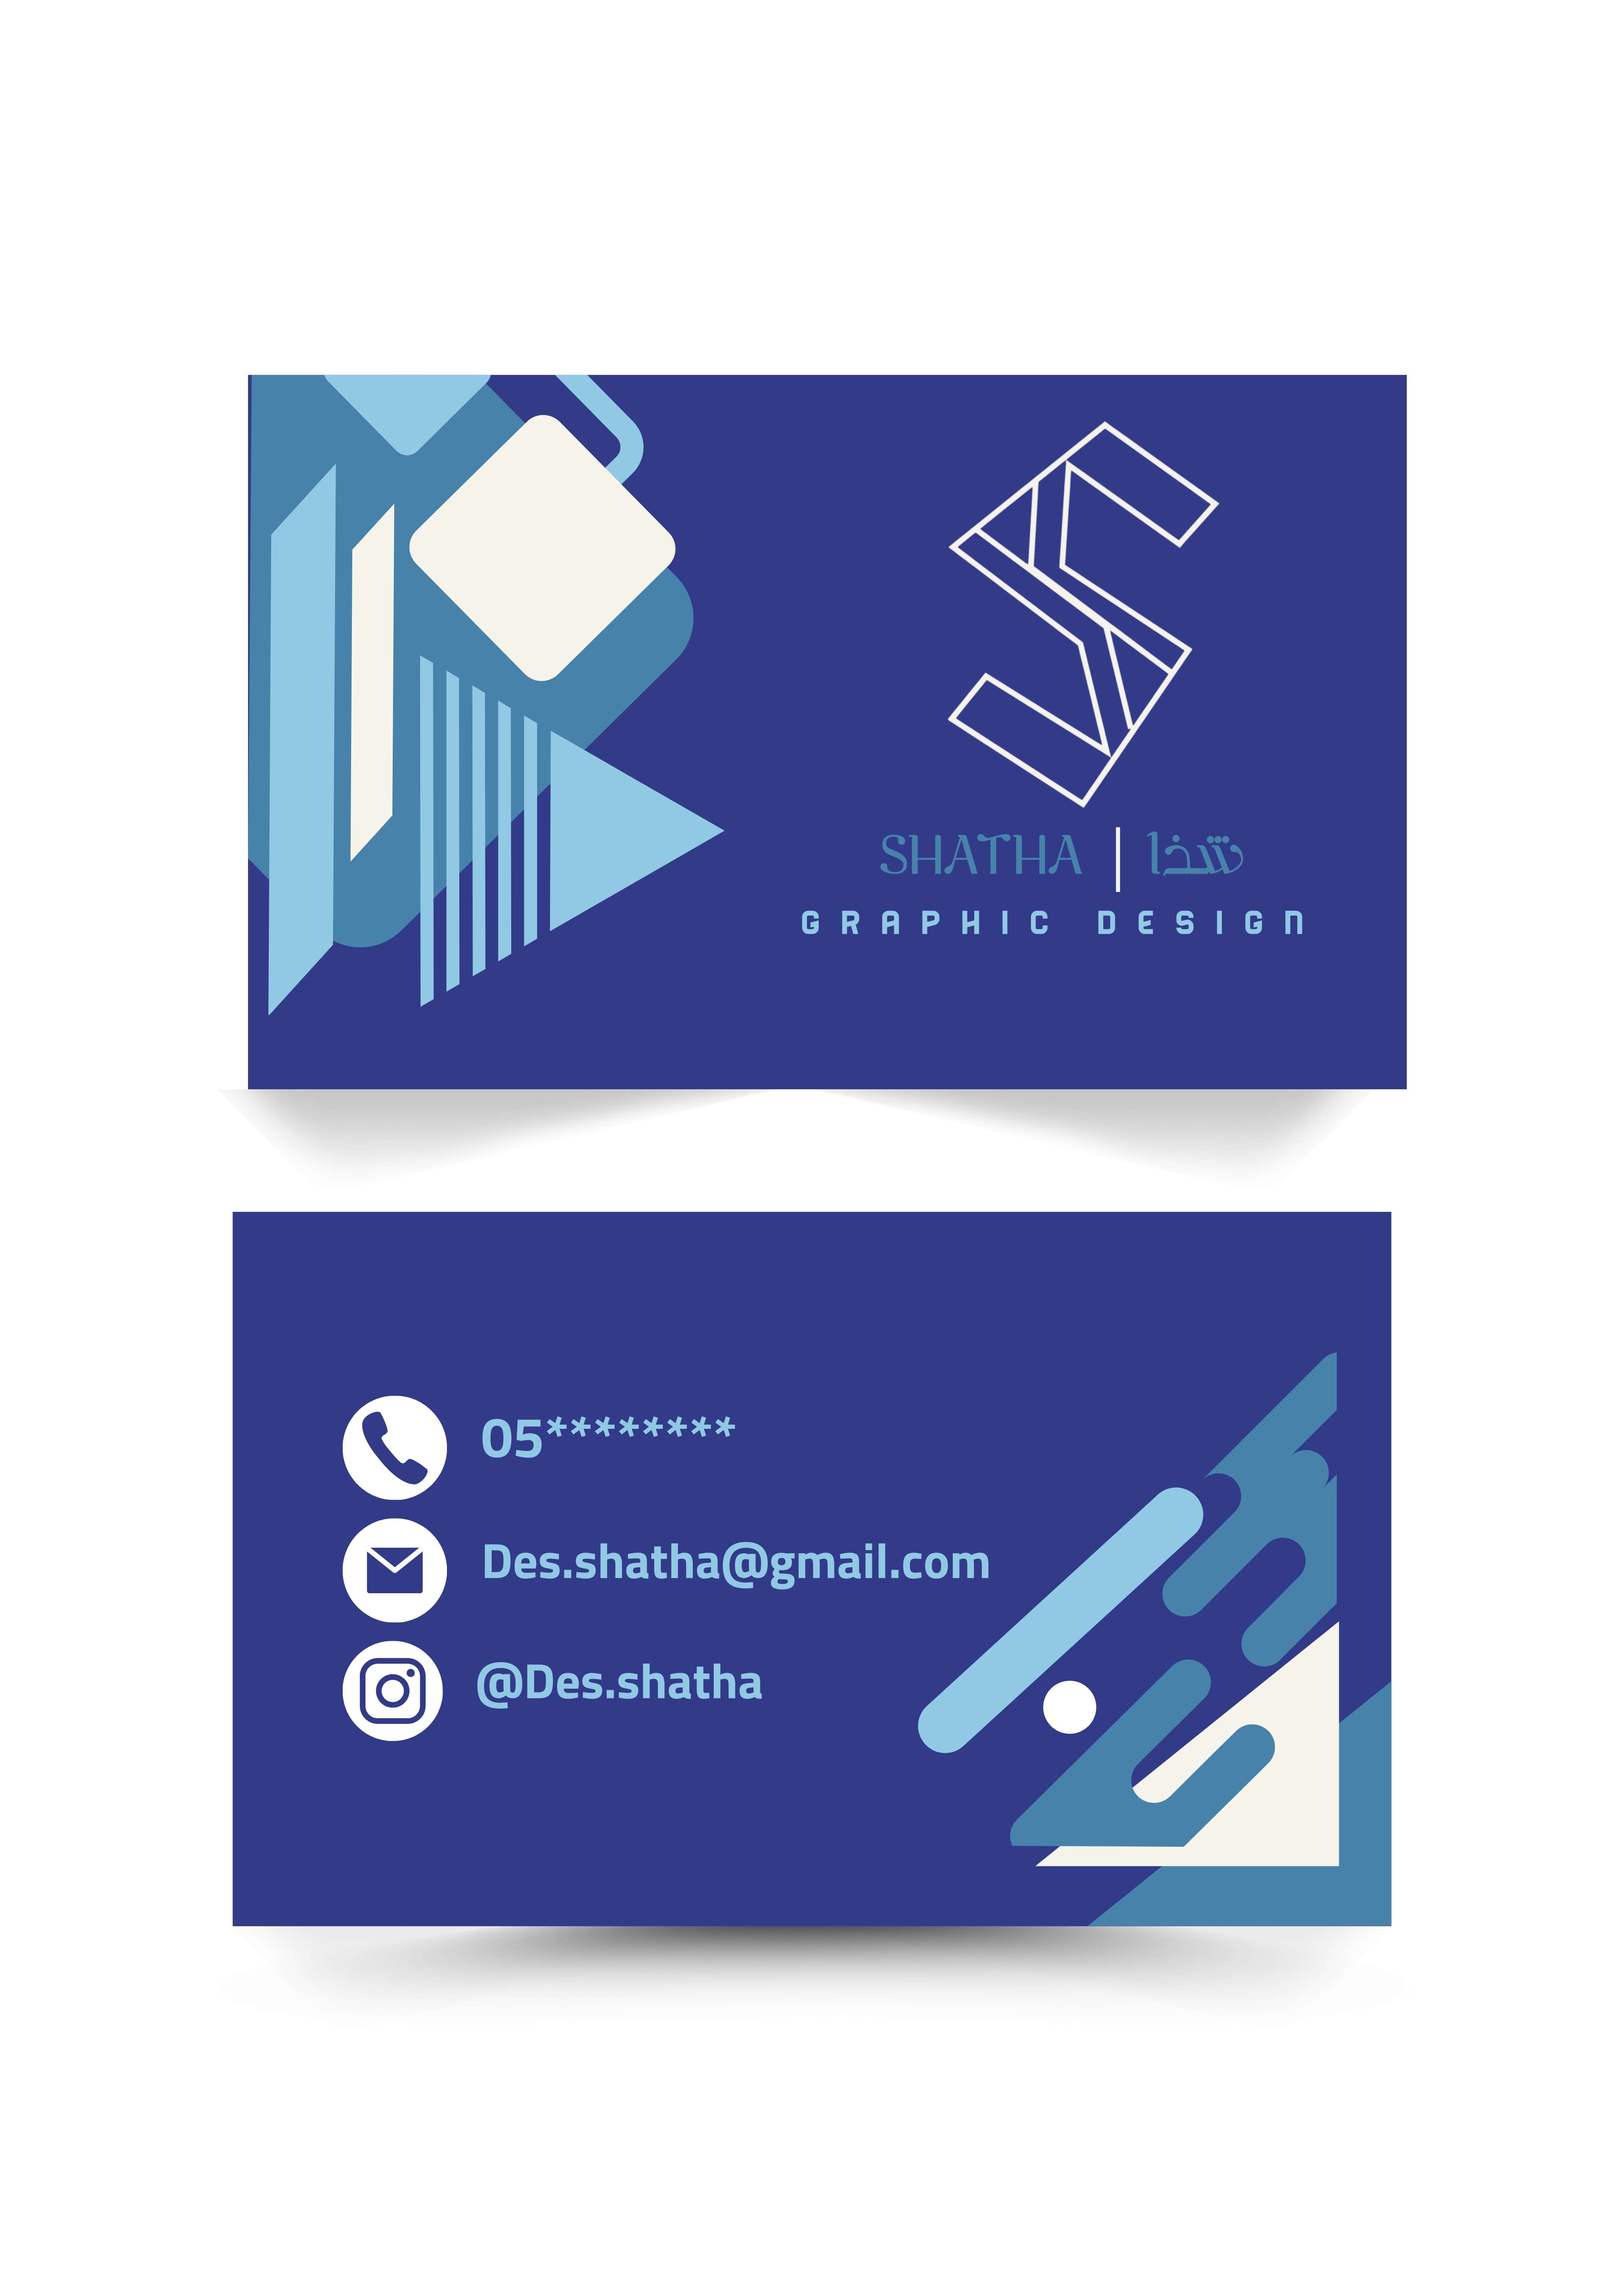 SHATHA | شذا
GRAPHIC DESIGN
05********
Des.shatha@gmail.com
@Des.shatha